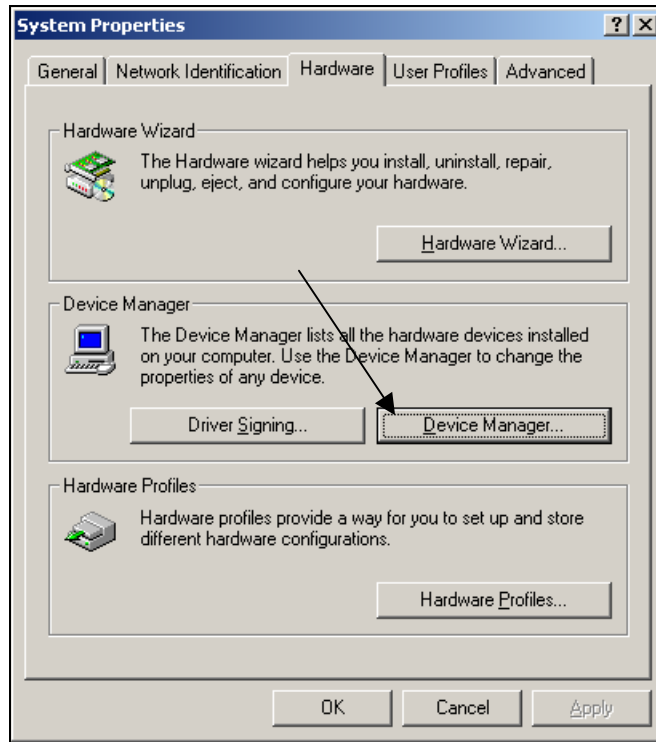 System Properties
General Network Identification Hardware User Profiles Advanced
Hardware Wizard
The Hardware wizard helps you install, uninstall, repair,
unplug, eject, and configure your hardware.
Hardware Wizard...
Device Manager
The Device Manager lists all the hardware devices installed
on your computer. Use the Device Manager to change the
properties of any device.
Driver Signing... Device Manager...
Hardware Profiles
Hardware profiles provide a way for you to set up and store
different hardware configurations.
Hardware Profiles...
OK Cancel Apply